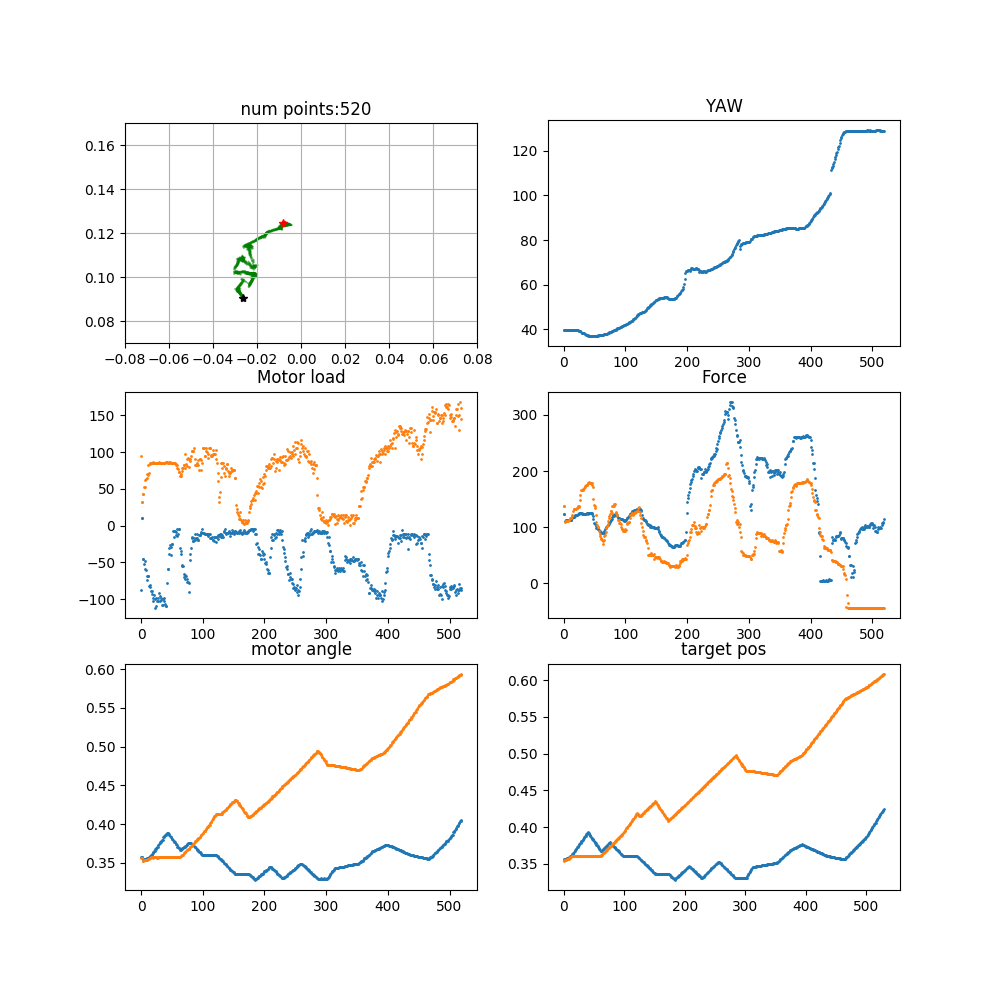 num points:520
0.16
0.14
0.12
0.10
0.08
−0.08 −0.06 −0.04 −0.02 0.00 0.02 0.04 0.06 0.08
YAW
120
100
80
60
40
0 100 200 300 400 500
Motor load
150
100
50
0
−50
−100
0 100 200 300 400 500
Force
300
200
100
0
0 100 200 300 400 500
motor angle
0.60
0.55
0.50
0.45
0.40
0.35
0 100 200 300 400 500
target pos
0.60
0.55
0.50
0.45
0.40
0.35
0 100 200 300 400 500